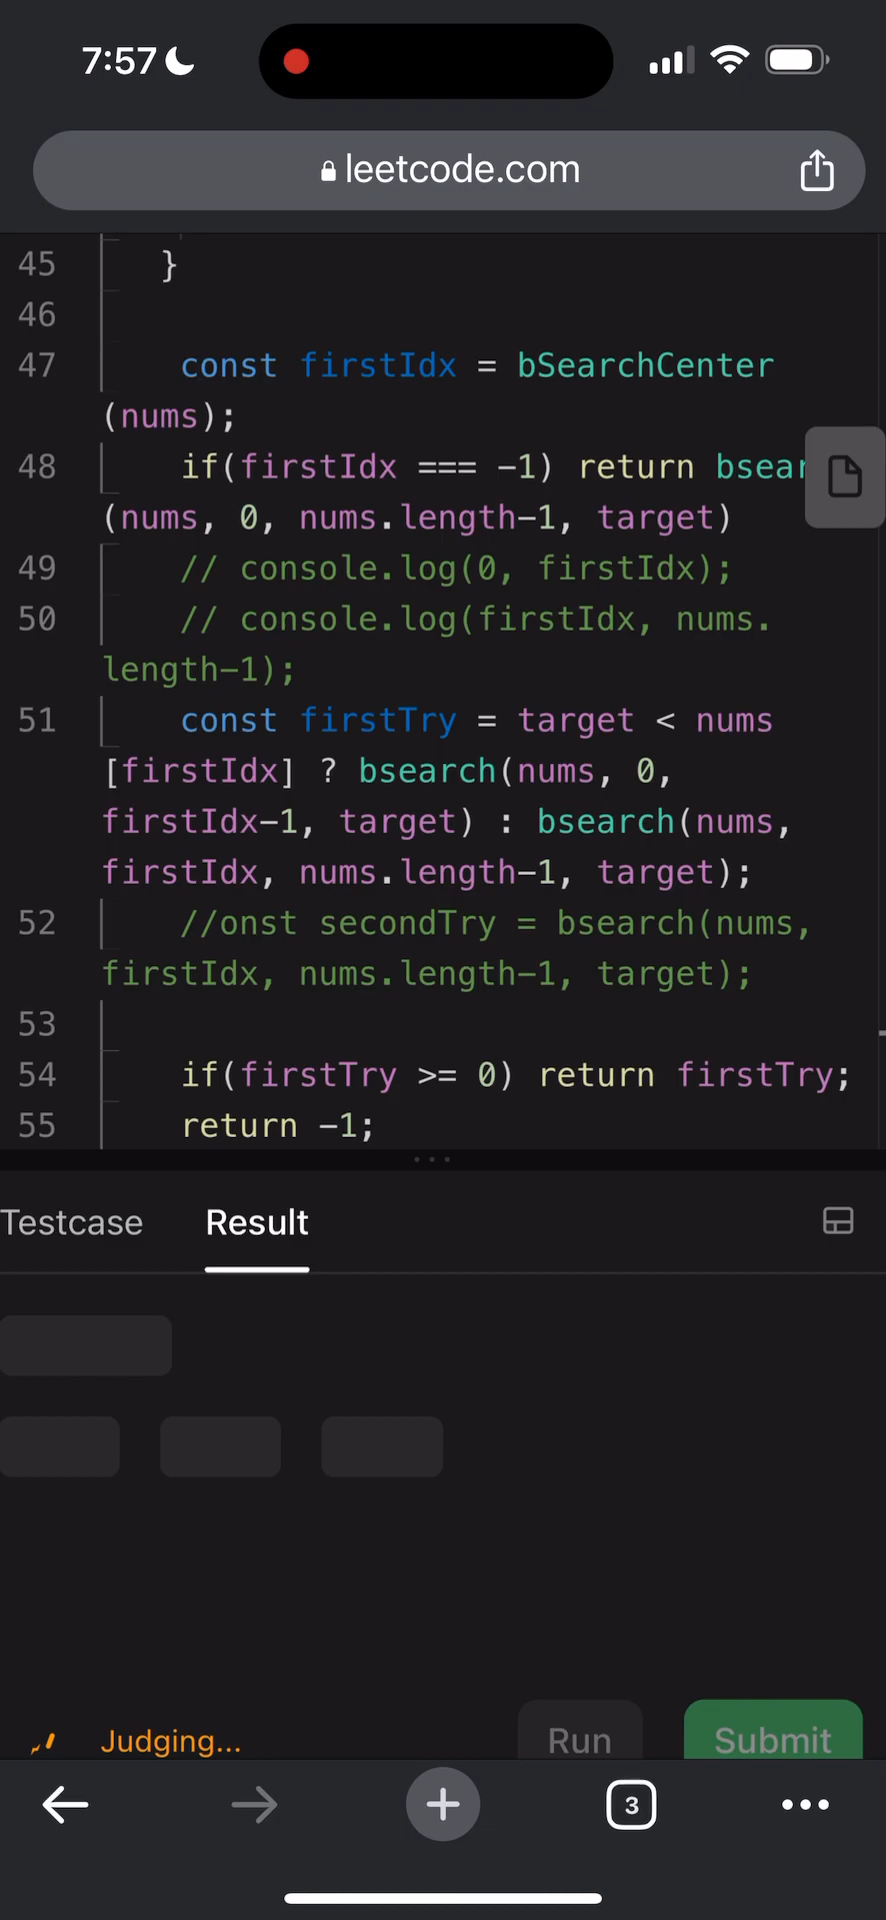 7:57
leetcode.com
45 }
46
47 const firstIdx = bSearchCenter
(nums);
48 if(firstIdx === -1) return bsear
(nums, 0, nums.length-1, target)
49 // console.log(0, firstIdx);
50 // console.log(firstIdx, nums.
length-1);
51 const firstTry = target < nums
[firstIdx] ? bsearch(nums, 0,
firstIdx-1, target) : bsearch(nums,
firstIdx, nums.length-1, target);
52 //onst secondTry = bsearch(nums,
firstIdx, nums.length-1, target);
53
54 if(firstTry >= 0) return firstTry;
55 return -1;
Testcase Result
Judging... Run Submit
3